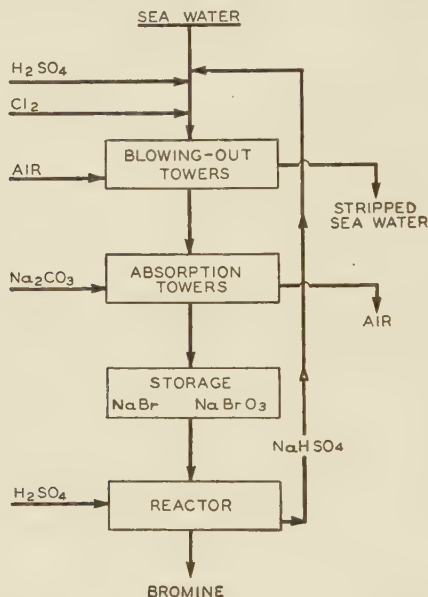 SEA WATER
H2SO4
Cl2
BLOWING-OUT
TOWERS
AIR
STRIPPED
SEA WATER
Na2CO3
ABSORPTION
TOWERS
AIR
STORAGE
NaBr NaBrO3
NaHSO4
H2SO4
REACTOR
BROMINE